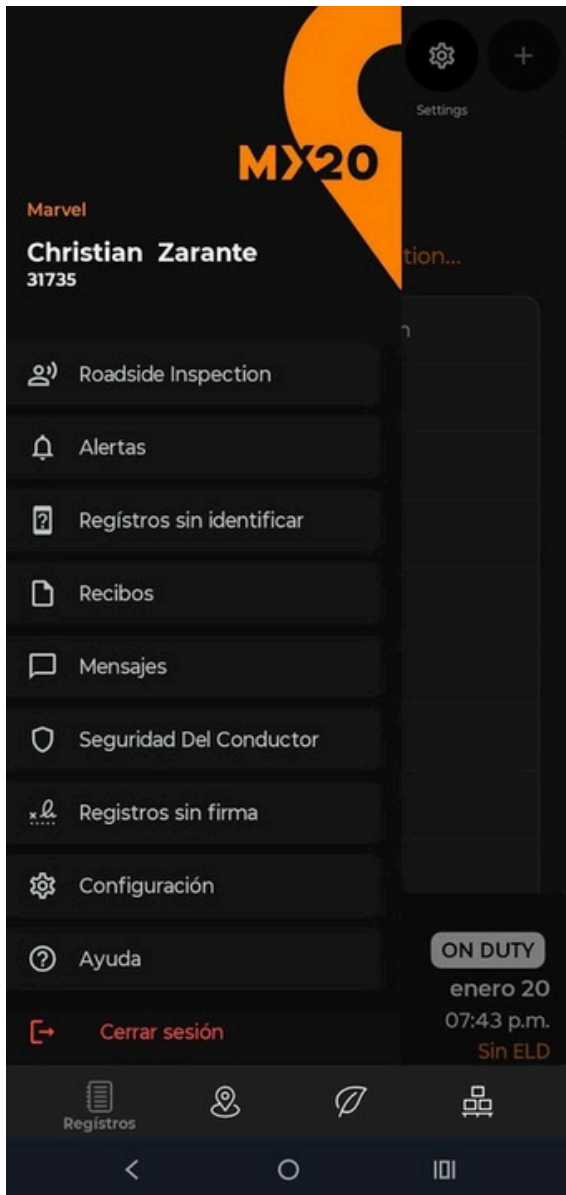 Settings
MX20
Marvel
Christian Zarante
31735
tion...
n
Roadside Inspection
Alertas
Regístros sin identificar
Recibos
Mensajes
Seguridad Del Conductor
Registros sin firma
Configuración
Ayuda
Cerrar sesión
ON DUTY
enero 20
07:43 p.m.
Sin ELD
Regístros